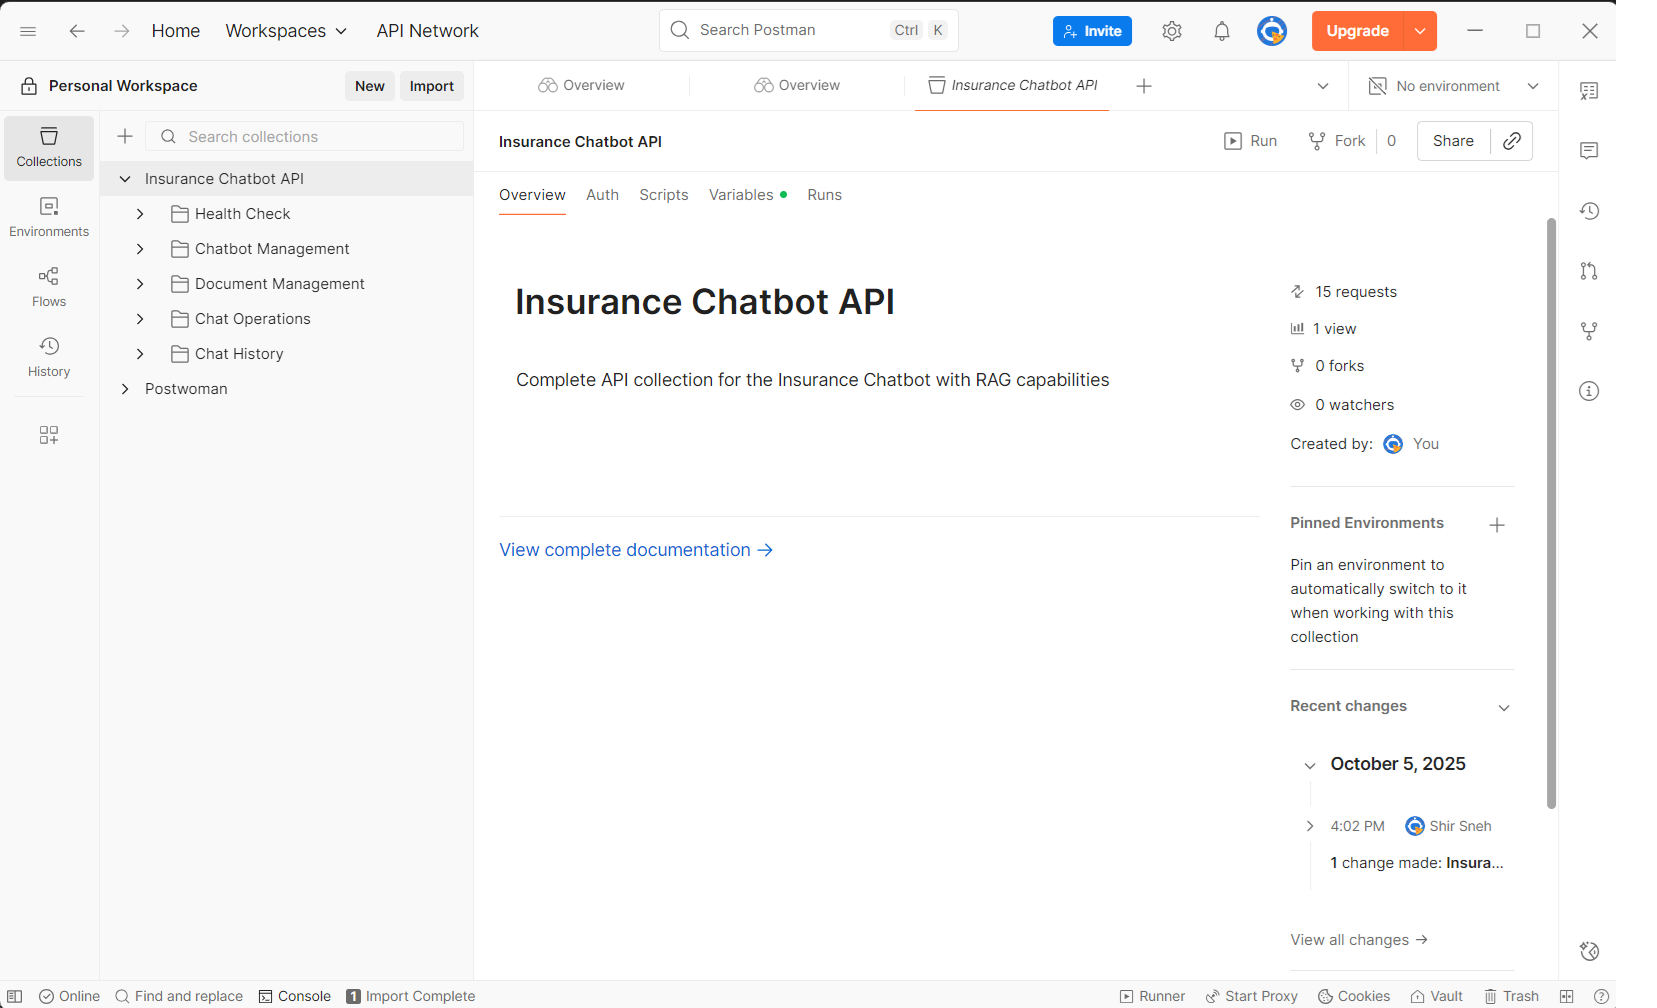 Home Workspaces API Network Search Postman Ctrl K Invite Upgrade
Personal Workspace New Import Overview Overview Insurance Chatbot API No environment
Collections
Environments
Flows
History
Search collections
Insurance Chatbot API
Health Check
Chatbot Management
Document Management
Chat Operations
Chat History
Postwoman
Insurance Chatbot API Run Fork 0 Share
Overview Auth Scripts Variables Runs
Insurance Chatbot API
Complete API collection for the Insurance Chatbot with RAG capabilities
View complete documentation →
15 requests
1 view
0 forks
0 watchers
Created by: You
Pinned Environments
Pin an environment to
automatically switch to it
when working with this
collection
Recent changes
October 5, 2025
4:02 PM Shir Sneh
1 change made: Insura...
View all changes →
Online Find and replace Console 1 Import Complete Runner Start Proxy Cookies Vault Trash